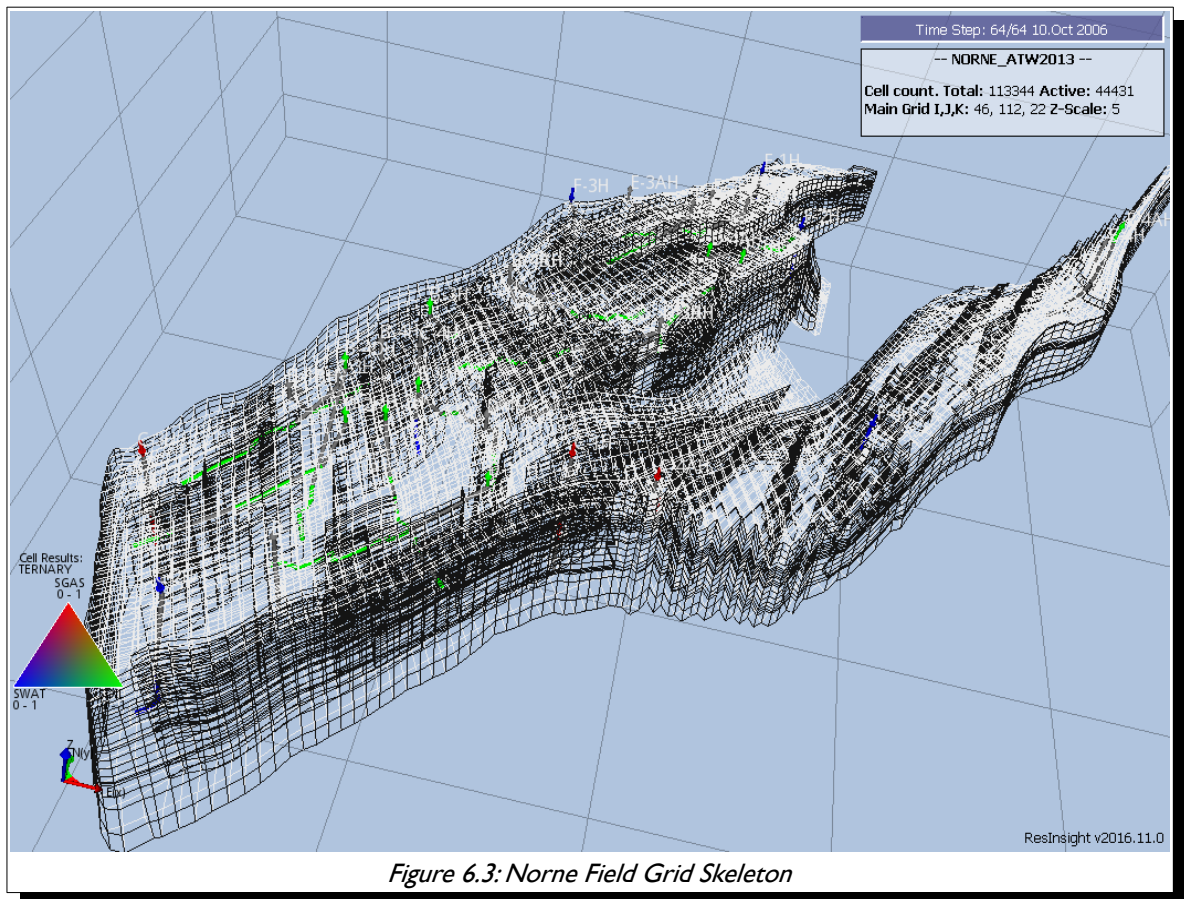 Time Step: 64/64 10.Oct 2006
-- NORNE_ATW2013 --
Cell count. Total: 113344 Active: 44431
Main Grid I,J,K: 46, 112, 22 Z-Scale: 5
F-3H
E-3AH
F-1H
Cell Results:
TERNARY
SGAS
0 - 1
SWAT
0 - 1
Z
N(y)
E(x)
ResInsight v2016.11.0
Figure 6.3: Norne Field Grid Skeleton